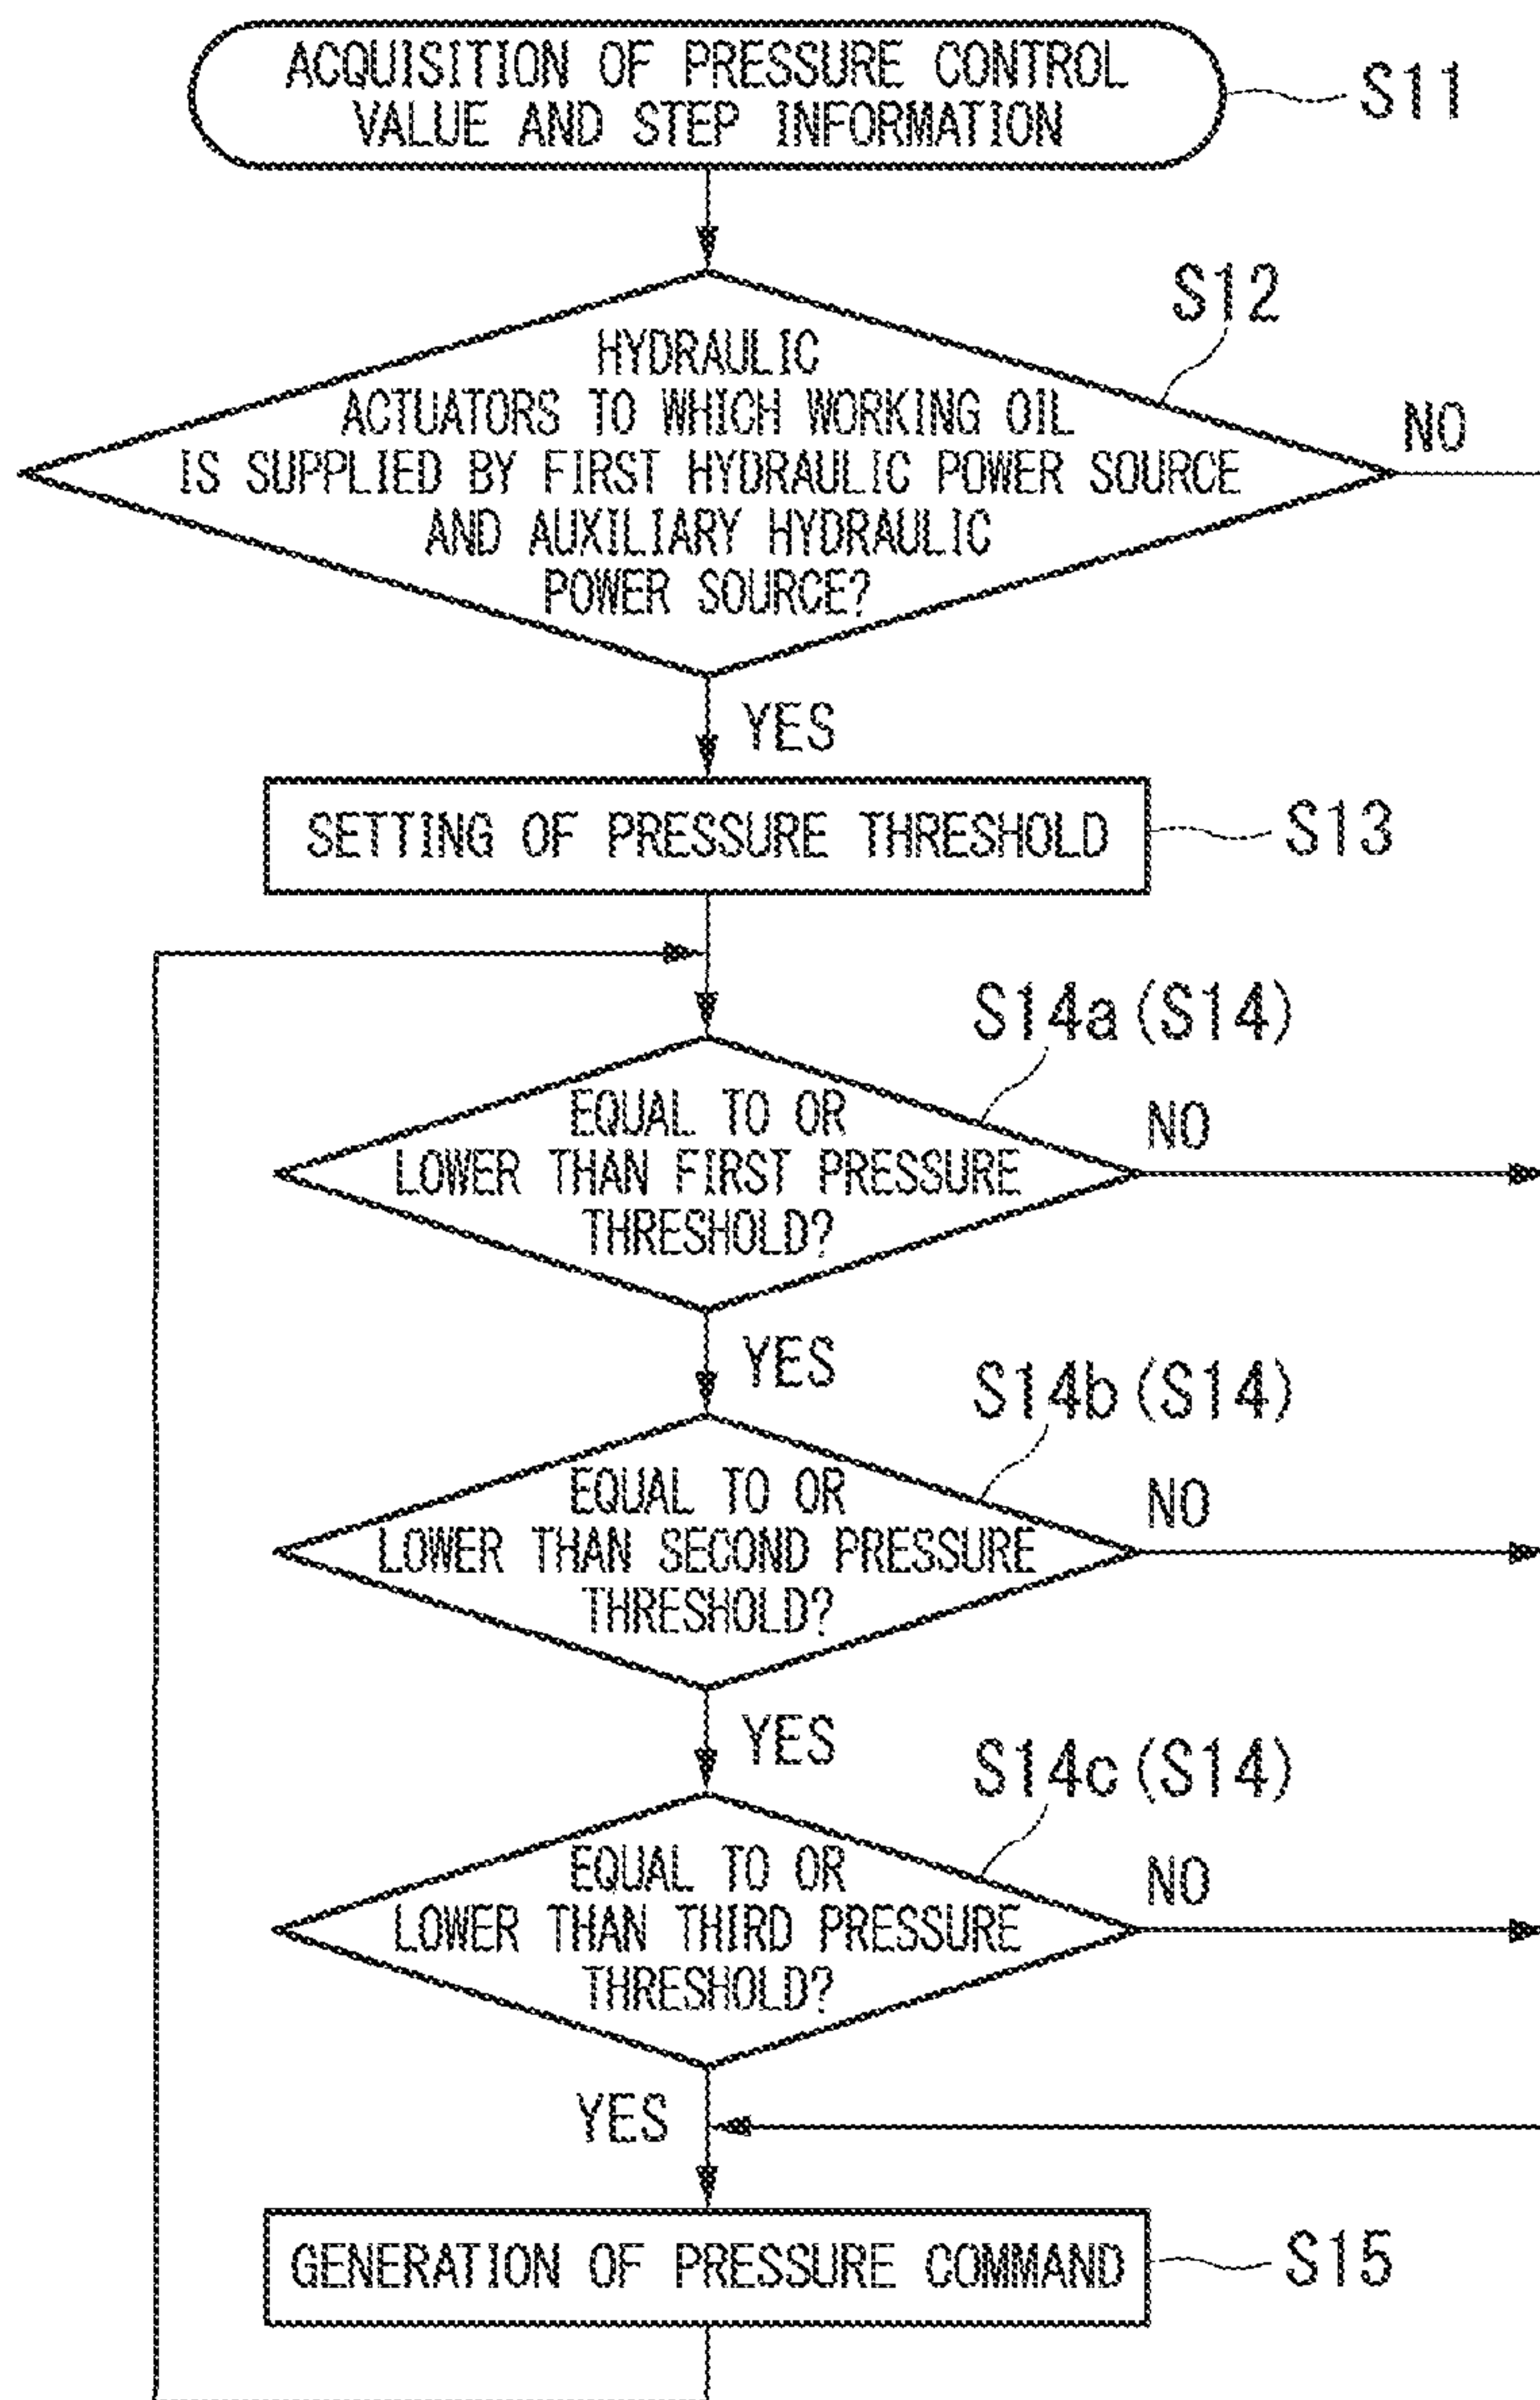 ACQUISITION OF PRESSURE CONTROL
VALUE AND STEP INFORMATION
S11
S12
HYDRAULIC
ACTUATORS TO WHICH WORKING OIL
IS SUPPLIED BY FIRST HYDRAULIC POWER SOURCE
AND AUXILIARY HYDRAULIC
POWER SOURCE?
NO
YES
SETTING OF PRESSURE THRESHOLD
S13
S14a (S14)
EQUAL TO OR
LOWER THAN FIRST PRESSURE
THRESHOLD?
NO
YES
S14b (S14)
EQUAL TO OR
LOWER THAN SECOND PRESSURE
THRESHOLD?
NO
YES
S14c (S14)
EQUAL TO OR
LOWER THAN THIRD PRESSURE
THRESHOLD?
NO
YES
GENERATION OF PRESSURE COMMAND
S15